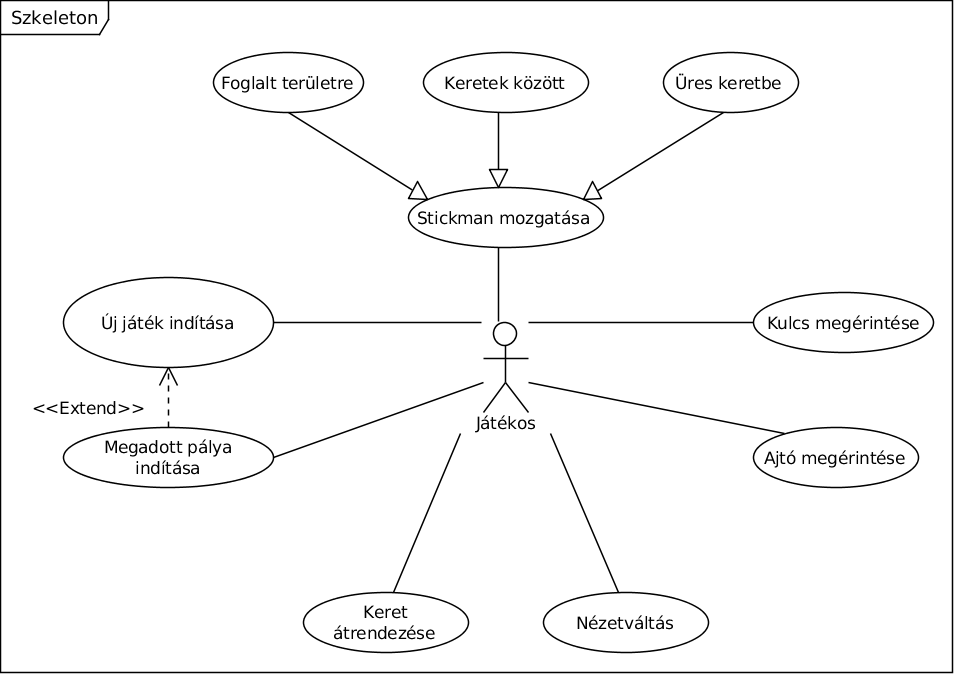 Szkeleton
Foglalt területre
Keretek között
Üres keretbe
Stickman mozgatása
Új játék indítása
Kulcs megérintése
<<Extend>>
Játékos
Megadott pálya
indítása
Ajtó megérintése
Keret
átrendezése
Nézetváltás